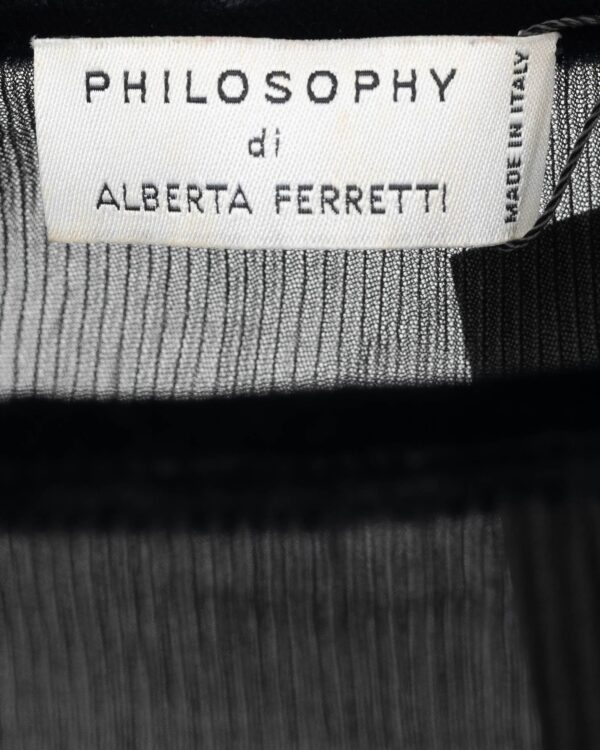 PHILOSOPHY
di
ALBERTA FERRETTI
MADE IN ITALY